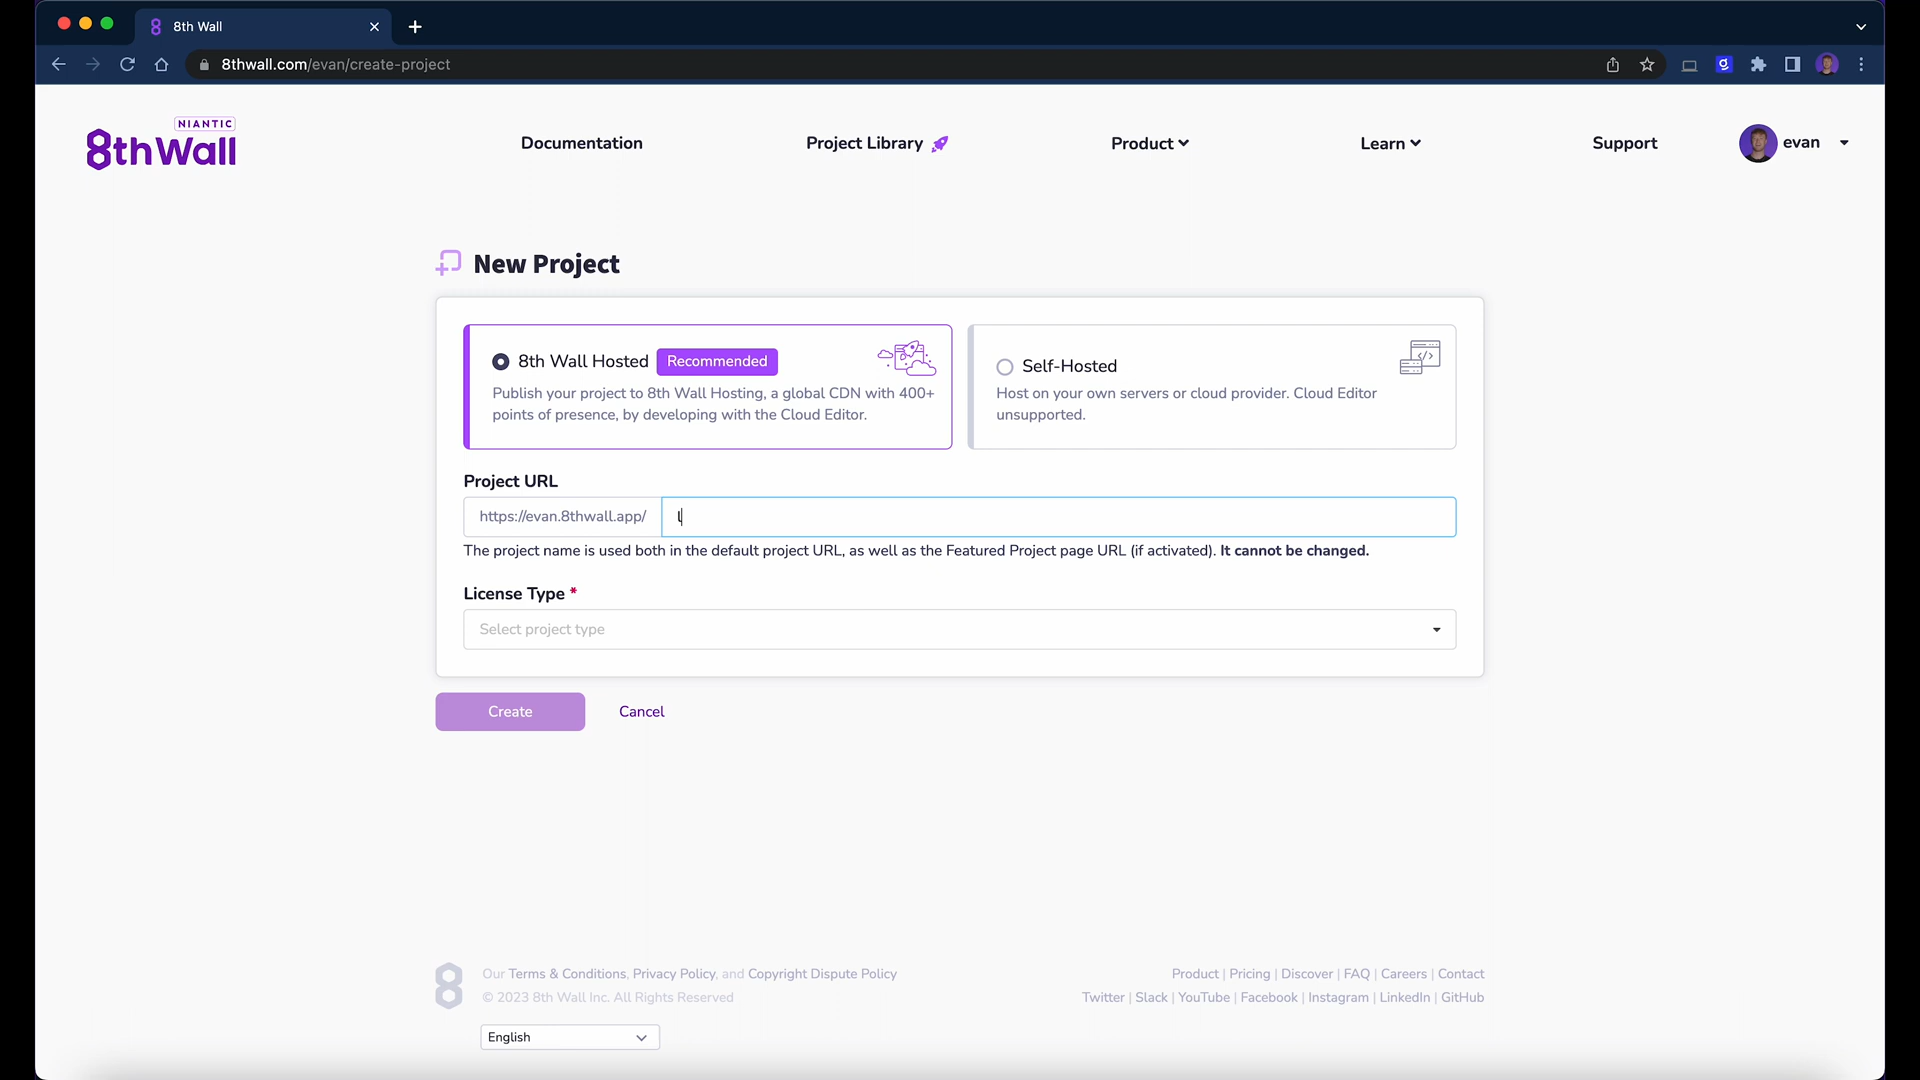 8th Wall
8thwall.com/evan/create-project
NIANTIC
8th Wall
Documentation
Project Library
Product
Learn
Support
evan
New Project
8th Wall Hosted Recommended
Publish your project to 8th Wall Hosting, a global CDN with 400+
points of presence, by developing with the Cloud Editor.
Self-Hosted
Host on your own servers or cloud provider. Cloud Editor
unsupported.
Project URL
https://evan.8thwall.app/ l
The project name is used both in the default project URL, as well as the Featured Project page URL (if activated). It cannot be changed.
License Type *
Select project type
Create
Cancel
Our Terms & Conditions, Privacy Policy, and Copyright Dispute Policy
© 2023 8th Wall Inc. All Rights Reserved
Product | Pricing | Discover | FAQ | Careers | Contact
Twitter | Slack | YouTube | Facebook | Instagram | LinkedIn | GitHub
English